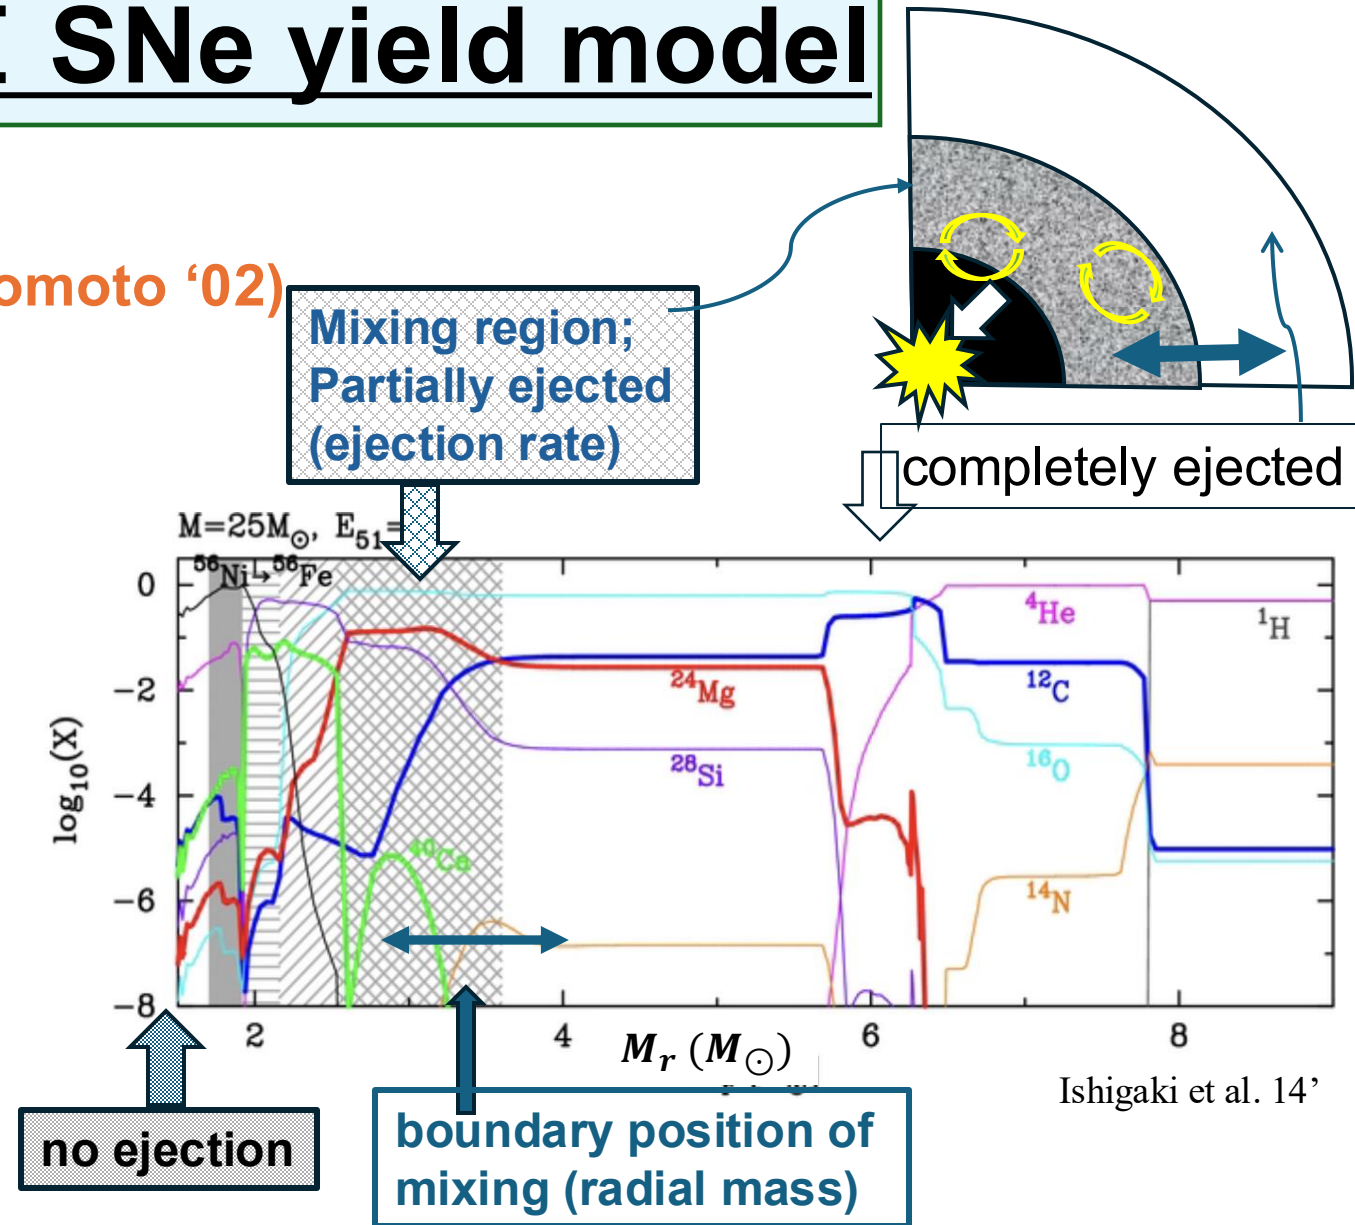 SNe yield model
omoto ‘02)
Mixing region;
Partially ejected
(ejection rate)
completely ejected
M=25M☉, E51=
56Ni↳56Fe
0
−2
−4
−6
−8
log10(X)
4He
1H
24Mg
12C
28Si
16O
40Ca
14N
2
4
6
8
Mr (M☉)
Ishigaki et al. 14’
no ejection
boundary position of
mixing (radial mass)